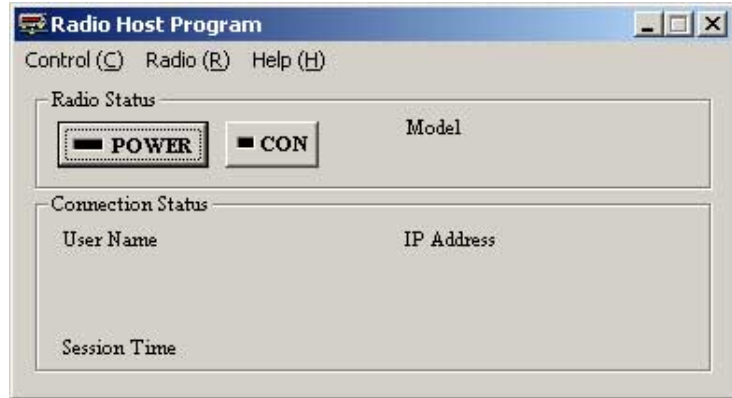 Radio Host Program
Control (C) Radio (R) Help (H)
Radio Status
POWER CON Model
Connection Status
User Name IP Address
Session Time